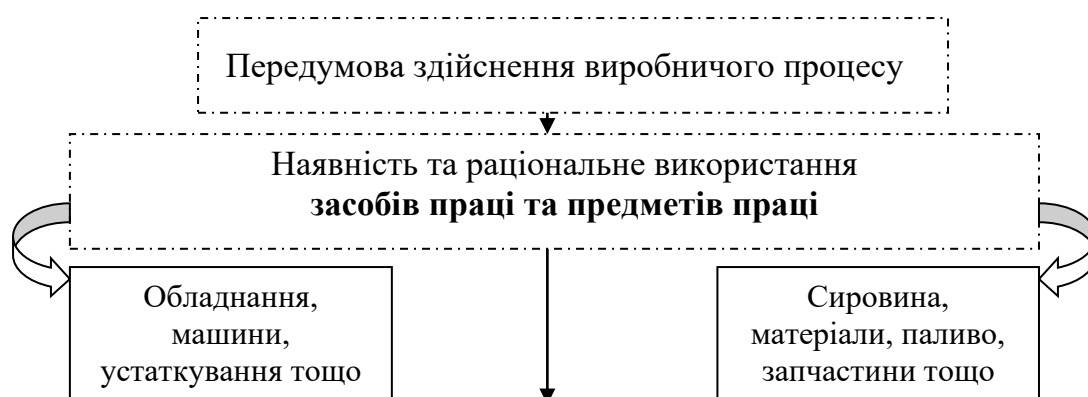 Передумова здійснення виробничого процесу
Наявність та раціональне використання
засобів праці та предметів праці
Обладнання,
машини,
устаткування тощо
Сировина,
матеріали, паливо,
запчастини тощо